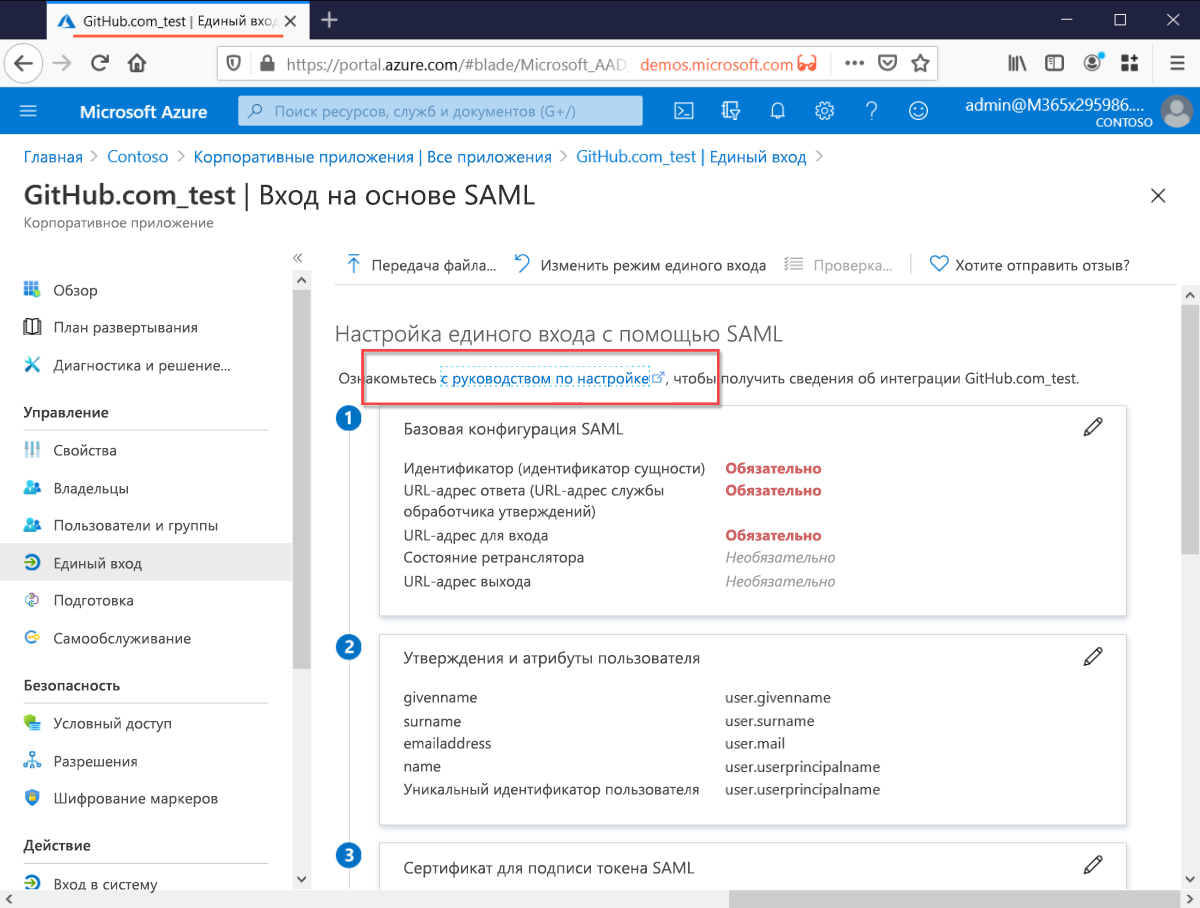 GitHub.com_test | Единый вхо
https://portal.azure.com/#blade/Microsoft_AAD_ demos.microsoft.com
Microsoft Azure
Поиск ресурсов, служб и документов (G+/)
admin@M365x295986....
CONTOSO
Главная > Contoso > Корпоративные приложения | Все приложения > GitHub.com_test | Единый вход >
GitHub.com_test | Вход на основе SAML
Корпоративное приложение
Обзор
План развертывания
Диагностика и решение...
Управление
Свойства
Владельцы
Пользователи и группы
Единый вход
Подготовка
Самообслуживание
Безопасность
Условный доступ
Разрешения
Шифрование маркеров
Действие
Вход в систему
Передача файла... Изменить режим единого входа Проверка... Хотите отправить отзыв?
Настройка единого входа с помощью SAML
Ознакомьтесь с руководством по настройке, чтобы получить сведения об интеграции GitHub.com_test.
1
Базовая конфигурация SAML
Идентификатор (идентификатор сущности) Обязательно
URL-адрес ответа (URL-адрес службы Обязательно
обработчика утверждений)
URL-адрес для входа Обязательно
Состояние ретранслятора Необязательно
URL-адрес выхода Необязательно
2
Утверждения и атрибуты пользователя
givenname user.givenname
surname user.surname
emailaddress user.mail
name user.userprincipalname
Уникальный идентификатор пользователя user.userprincipalname
3
Сертификат для подписи токена SAML